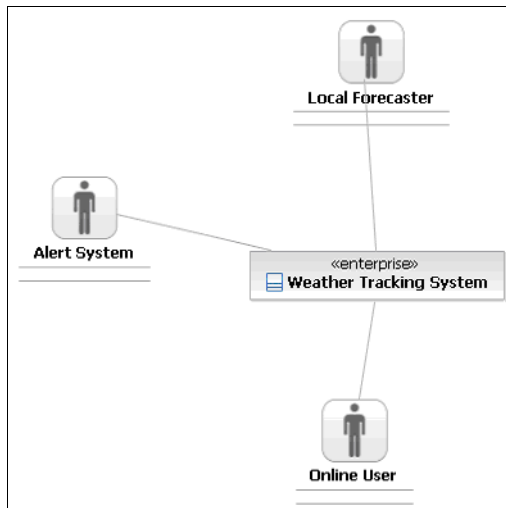 Local Forecaster
Alert System
«enterprise»
Weather Tracking System
Online User